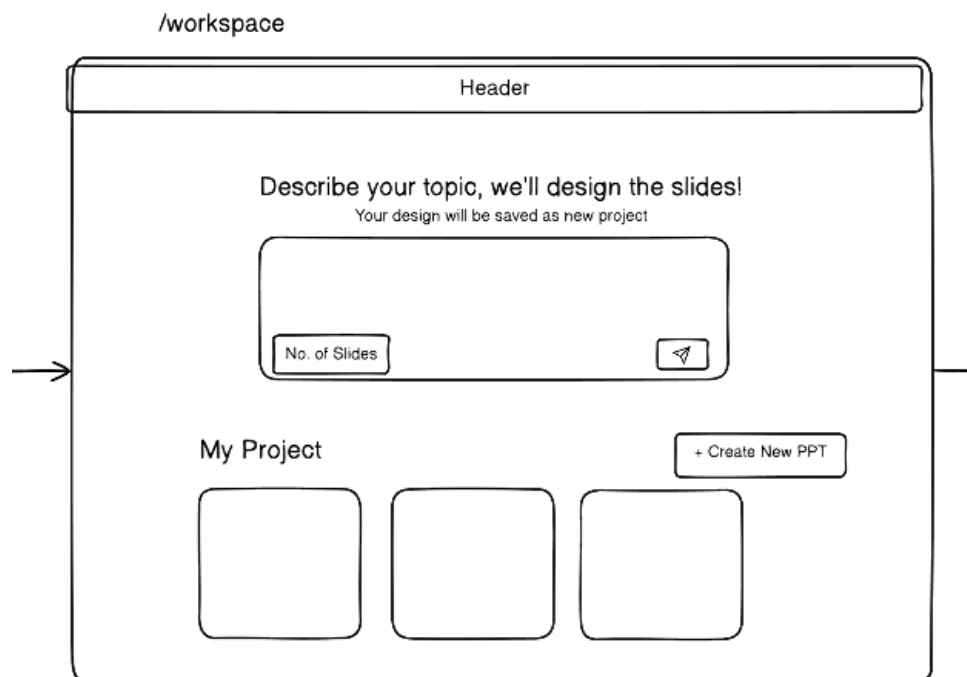 /workspace
Header
Describe your topic, we'll design the slides!
Your design will be saved as new project
No. of Slides
My Project
+ Create New PPT